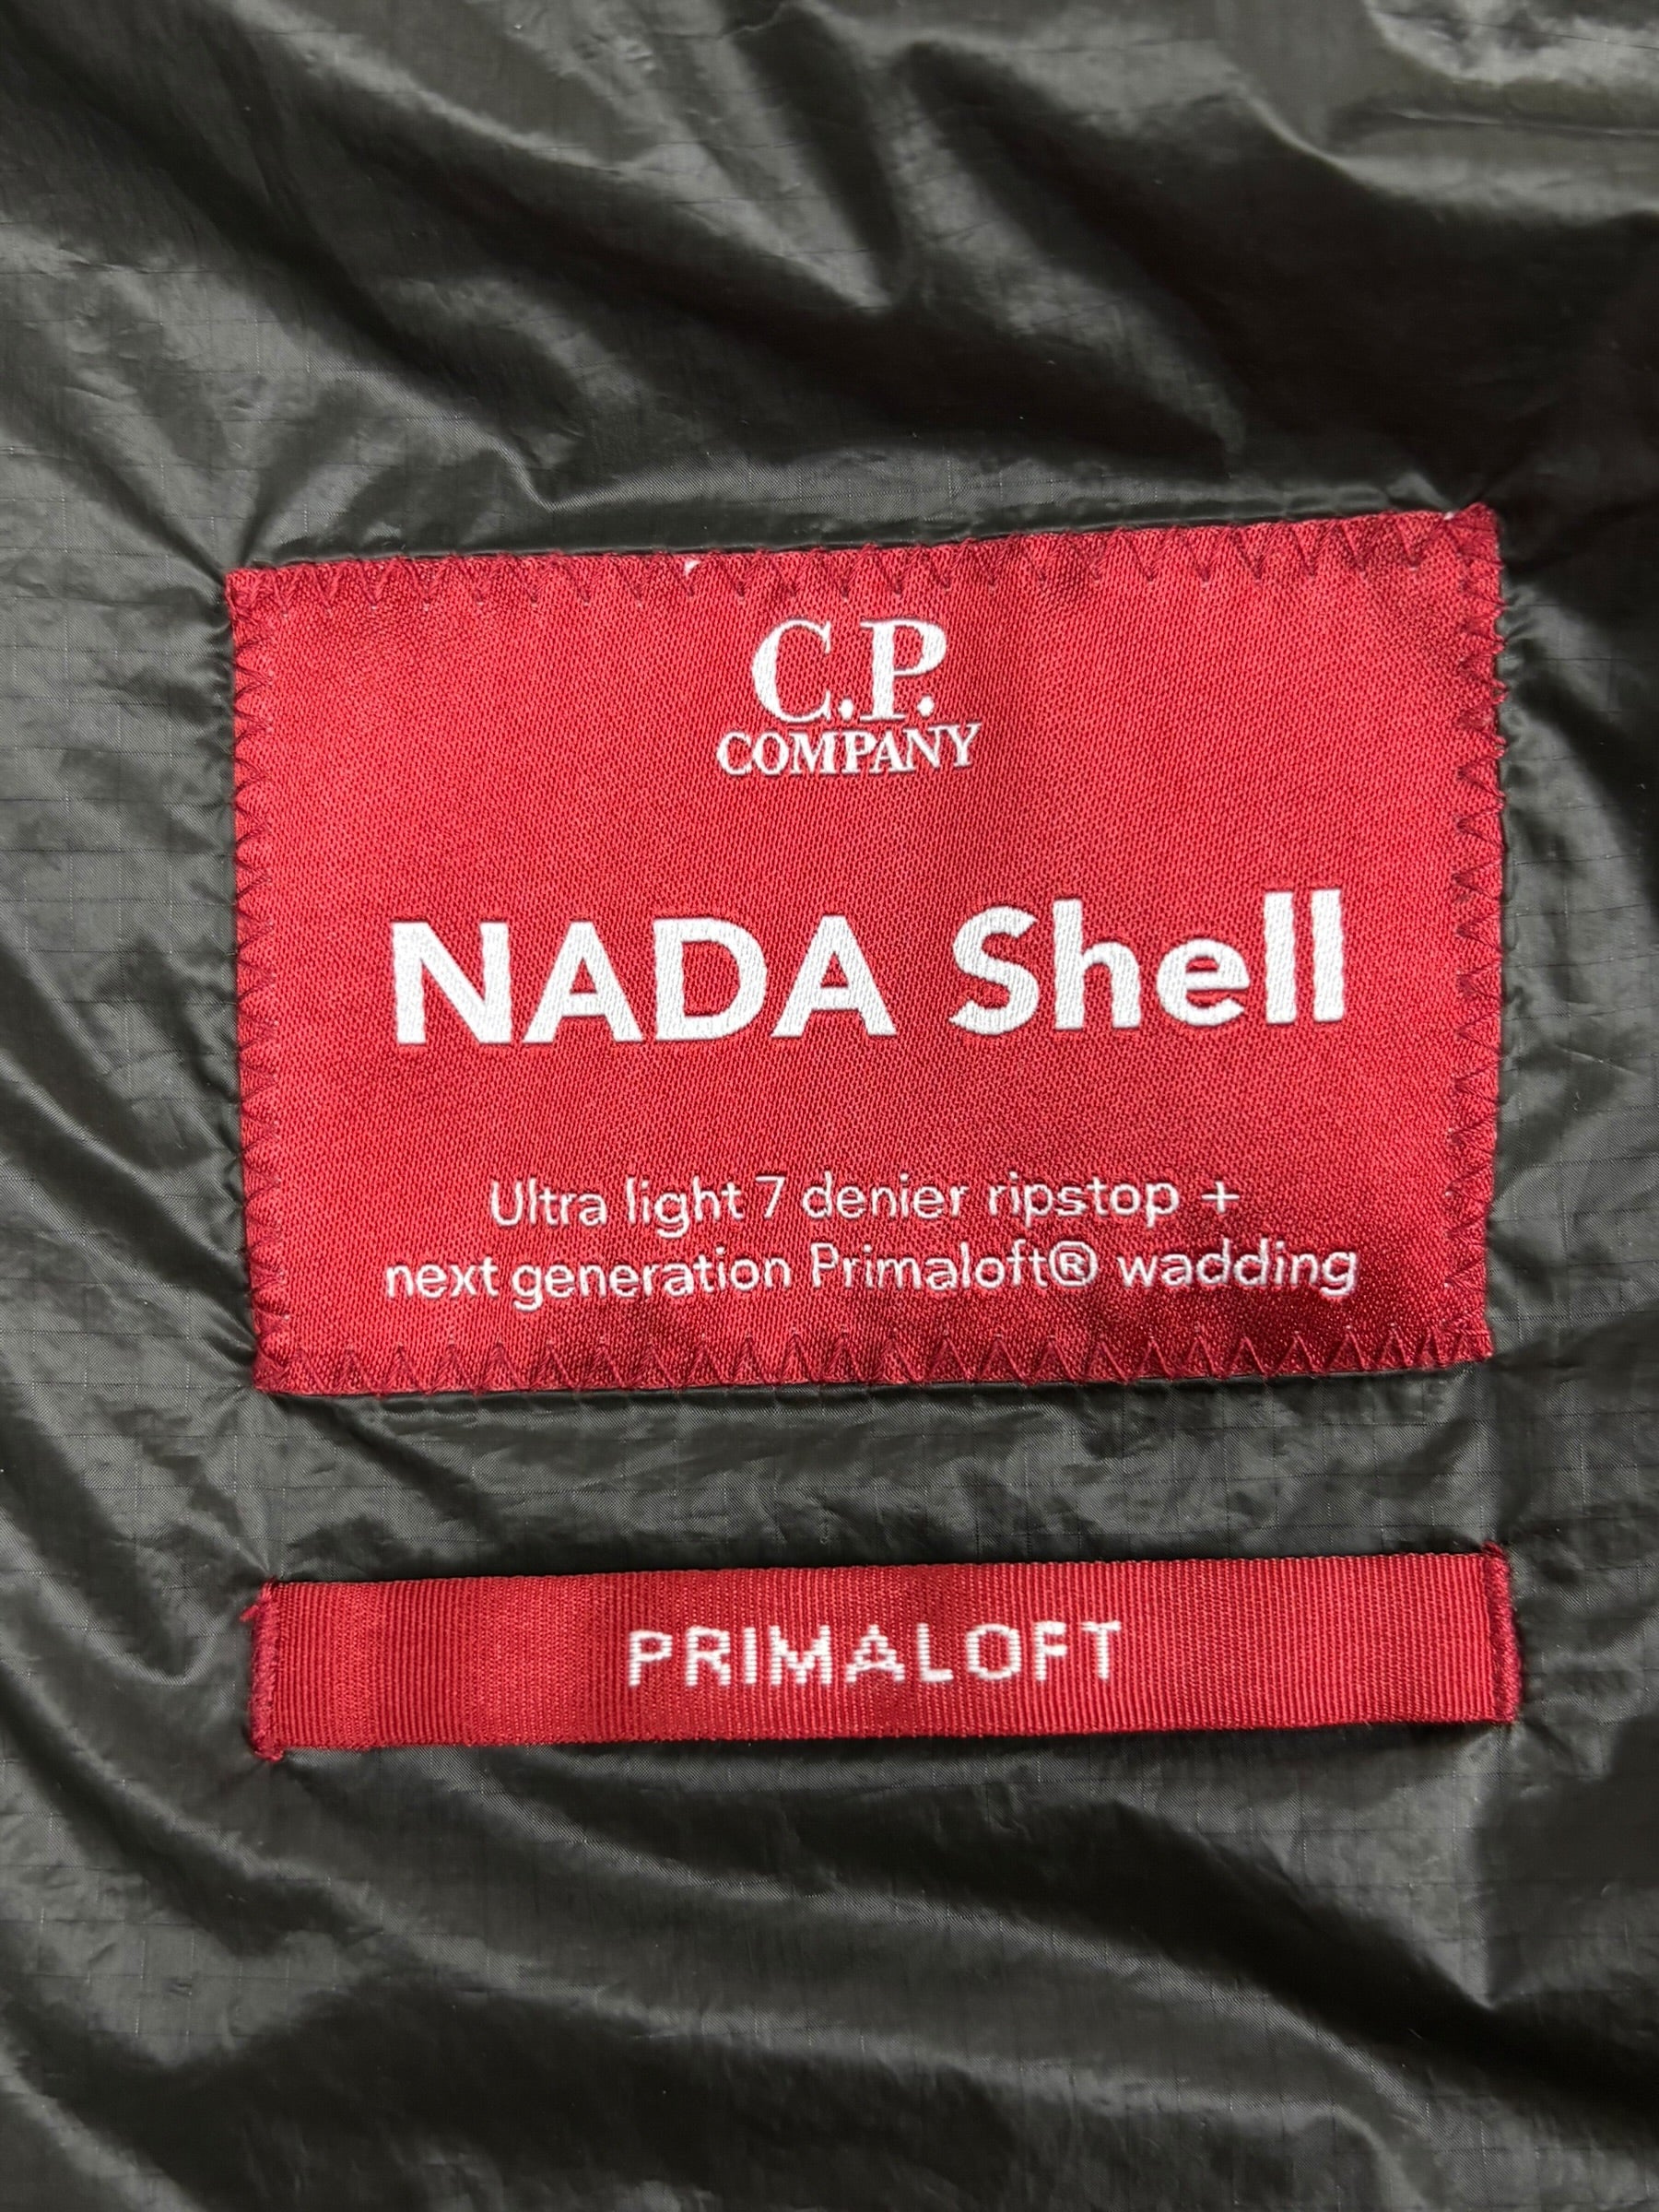 C.P.
COMPANY
NADA Shell
Ultra light 7 denier ripstop +
next generation Primaloft® wadding
PRIMALOFT